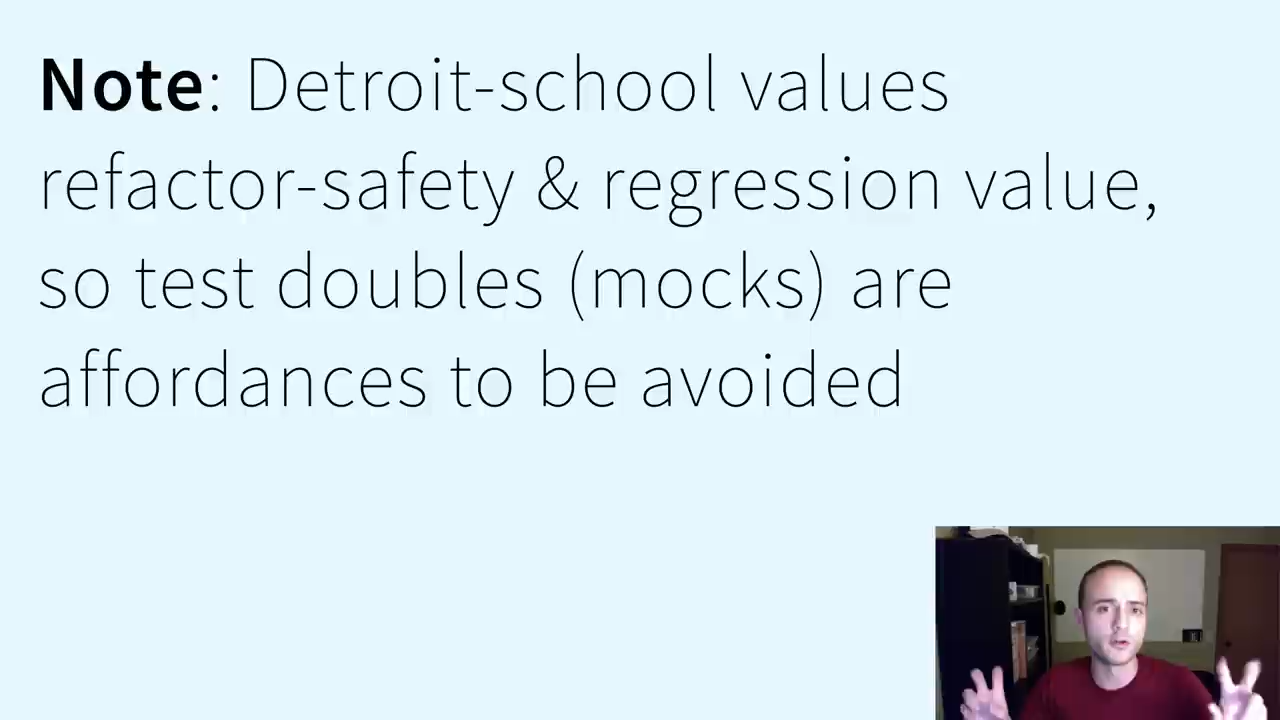 Note: Detroit-school values
refactor-safety & regression value,
so test doubles (mocks) are
affordances to be avoided